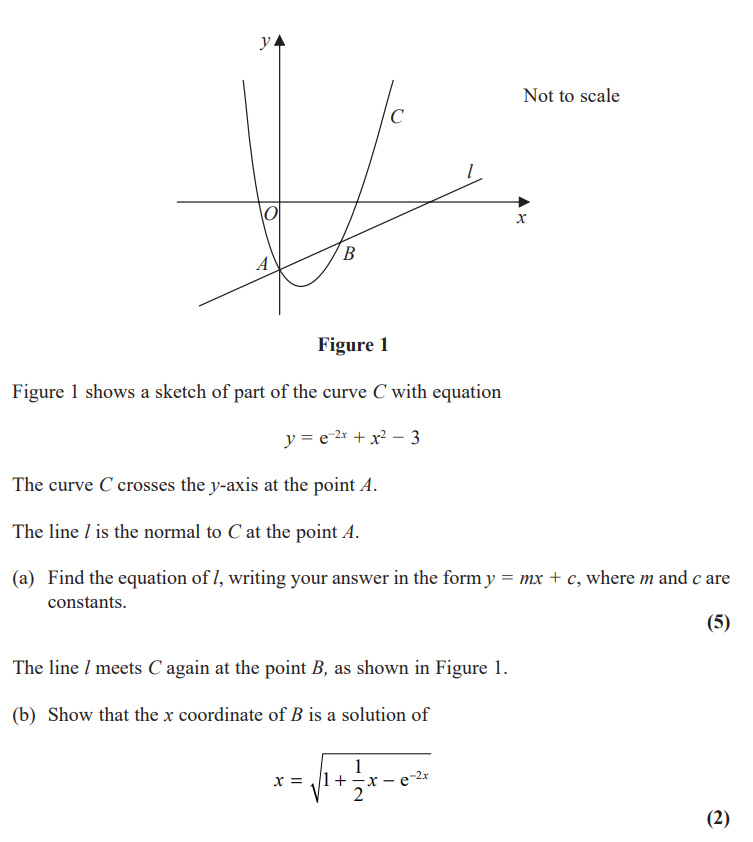 y
Not to scale
C
l
O
x
A
B
Figure 1
Figure 1 shows a sketch of part of the curve C with equation
y = e⁻²ˣ + x² − 3
The curve C crosses the y-axis at the point A.
The line l is the normal to C at the point A.
(a) Find the equation of l, writing your answer in the form y = mx + c, where m and c are
constants.
(5)
The line l meets C again at the point B, as shown in Figure 1.
(b) Show that the x coordinate of B is a solution of
x = √(1 + 1/2 x − e⁻²ˣ)
(2)